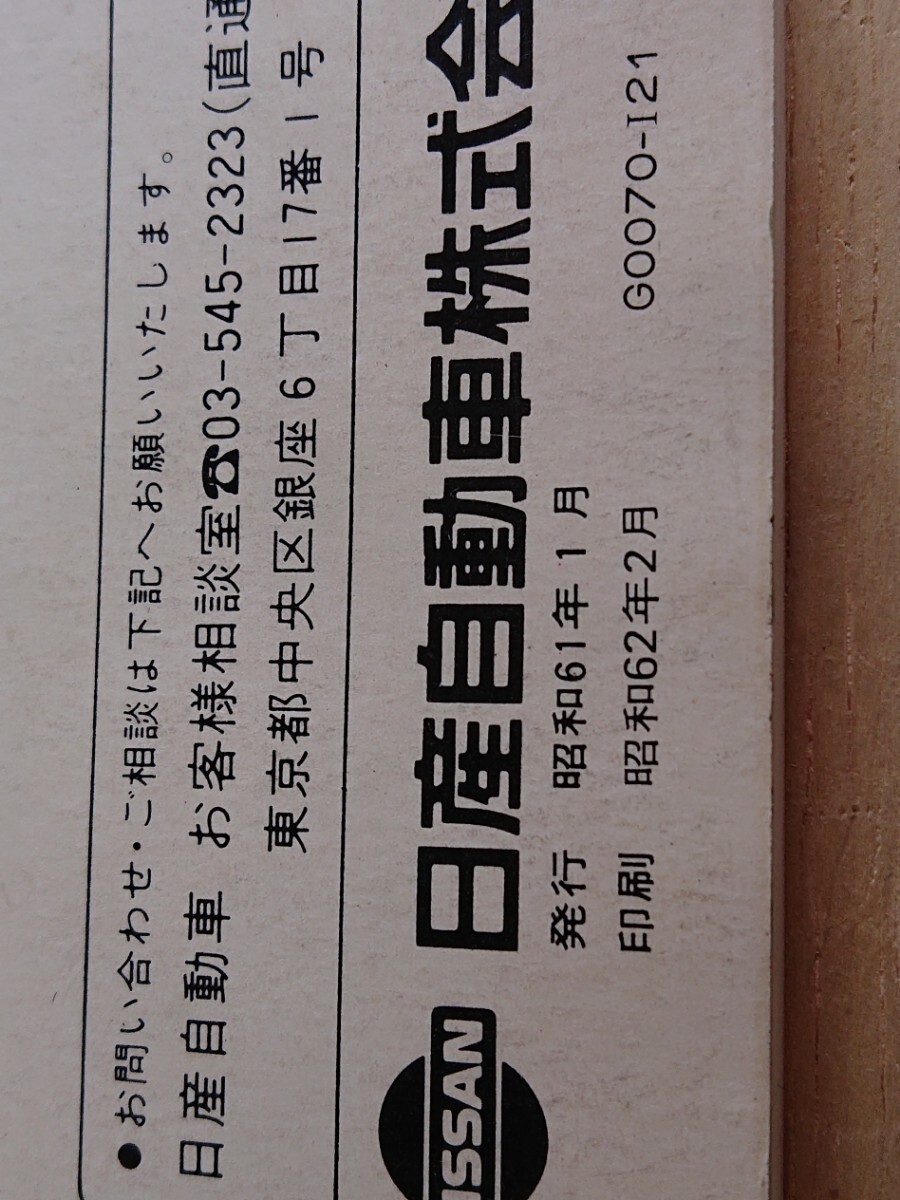 ●お問い合わせ・ご相談は下記へお願いいたします。
日産自動車 お客様相談室☎03-545-2323(直通
東京都中央区銀座6丁目17番1号
NISSAN 日産自動車株式会
発行 昭和61年1月
印刷 昭和62年2月 G0070-I21